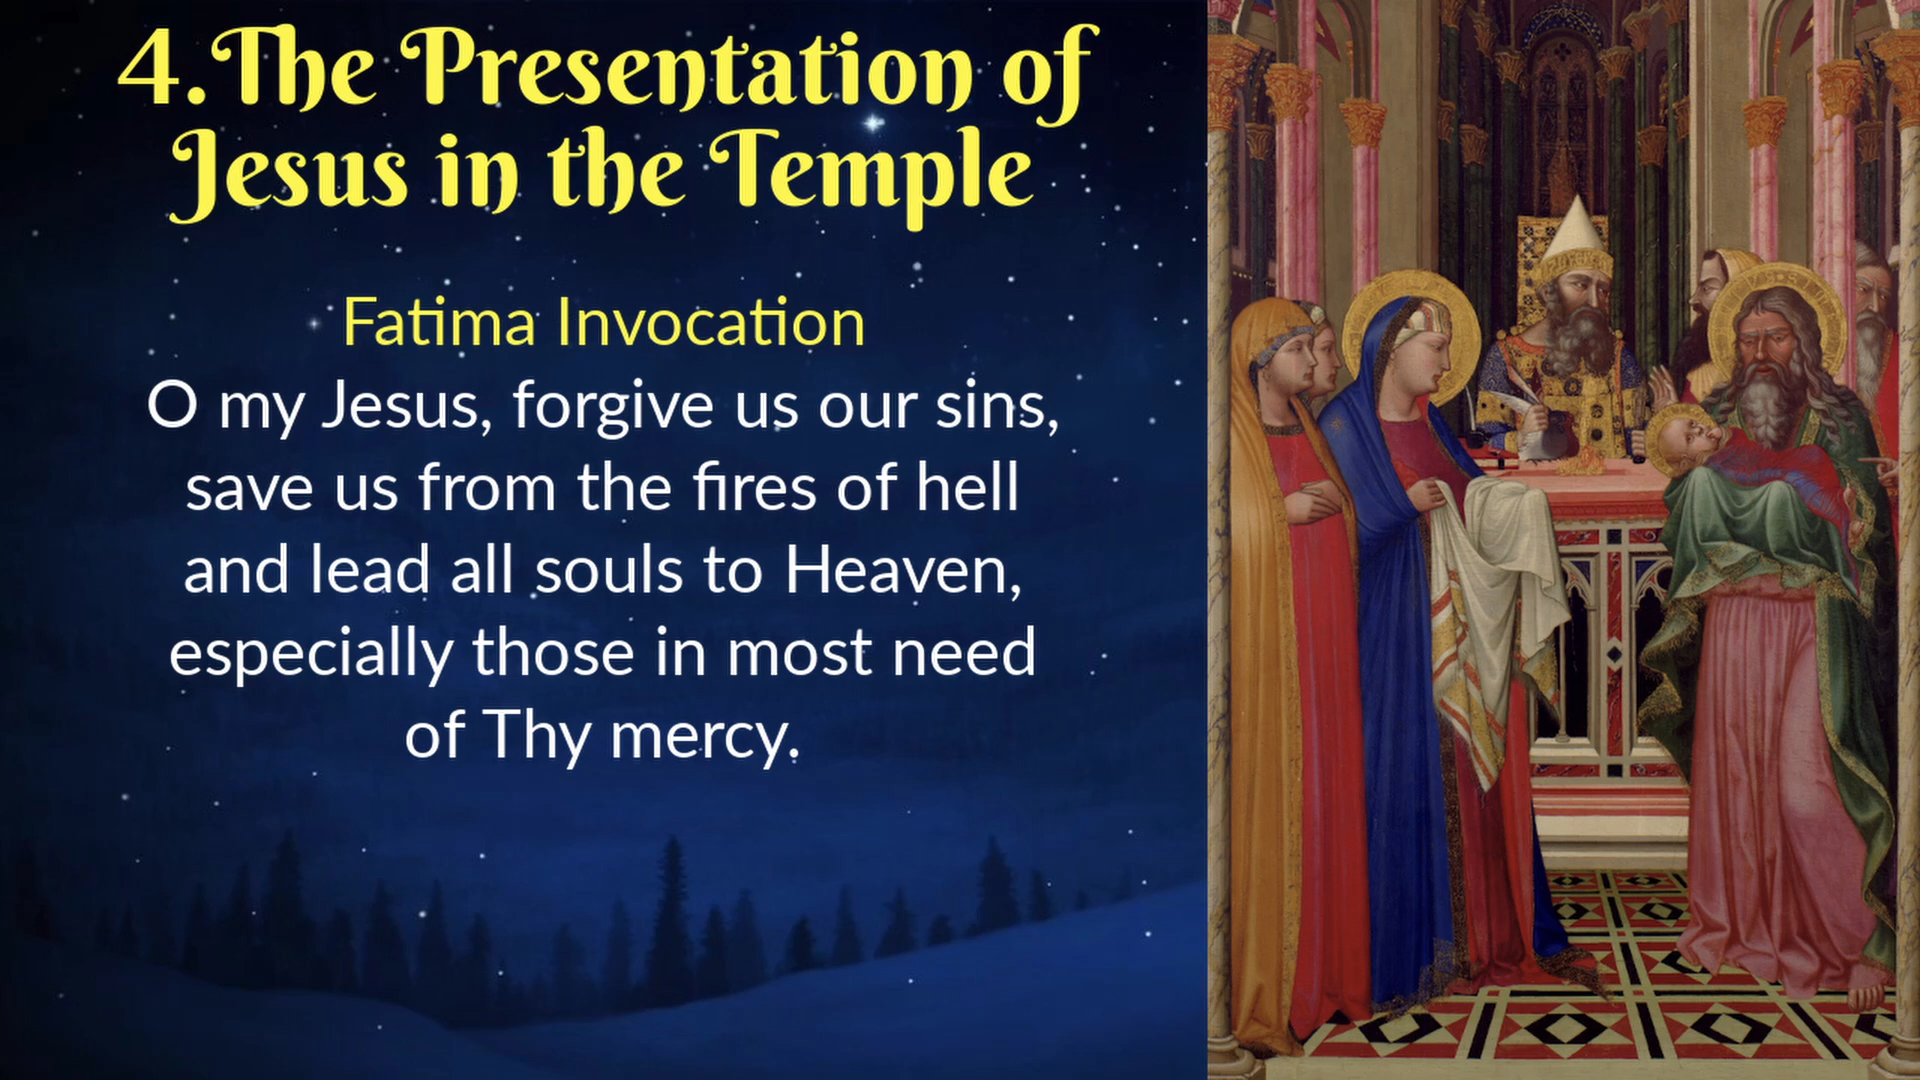 4.The Presentation of
Jesus in the Temple
Fatima Invocation
O my Jesus, forgive us our sins,
save us from the fires of hell
and lead all souls to Heaven,
especially those in most need
of Thy mercy.